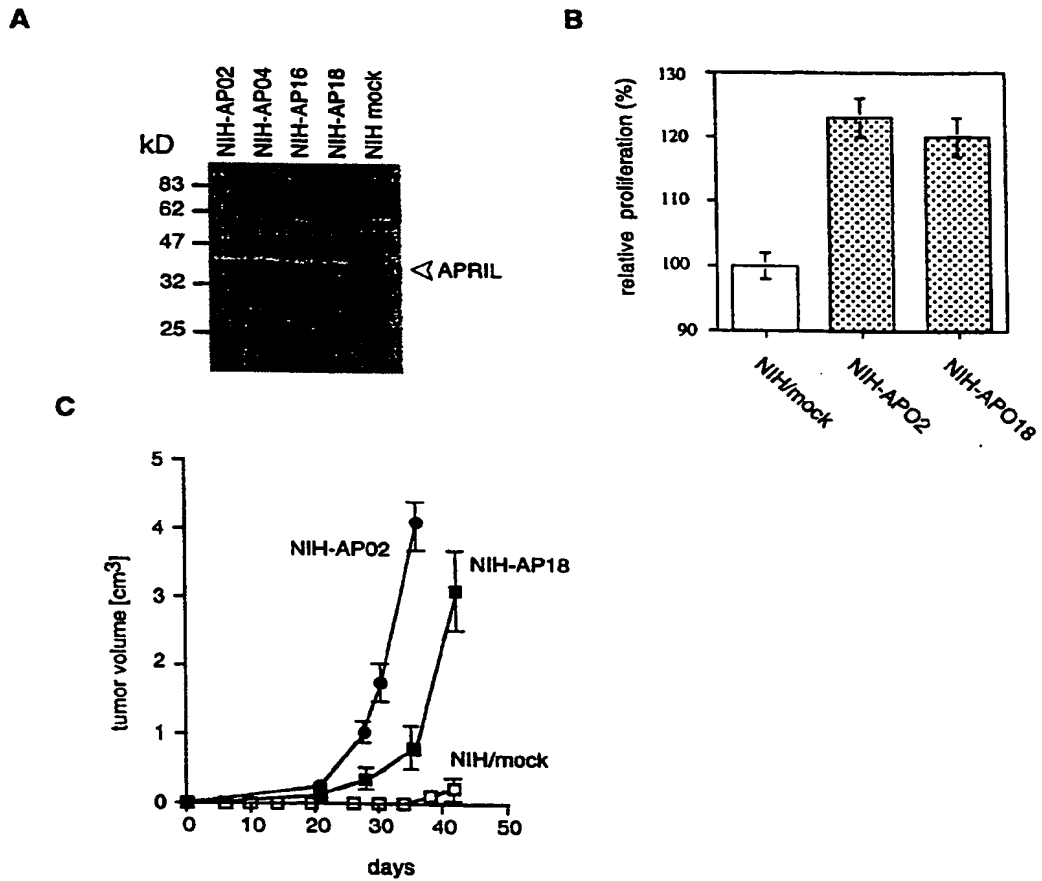 A
NIH-AP02
NIH-AP04
NIH-AP16
NIH-AP18
NIH mock
kD
83
62
47
32
25
APRIL
B
relative proliferation (%)
130
120
110
100
90
NIH/mock
NIH-APO2
NIH-APO18
C
tumor volume [cm3]
5
4
3
2
1
0
NIH-AP02
NIH-AP18
NIH/mock
0 10 20 30 40 50
days